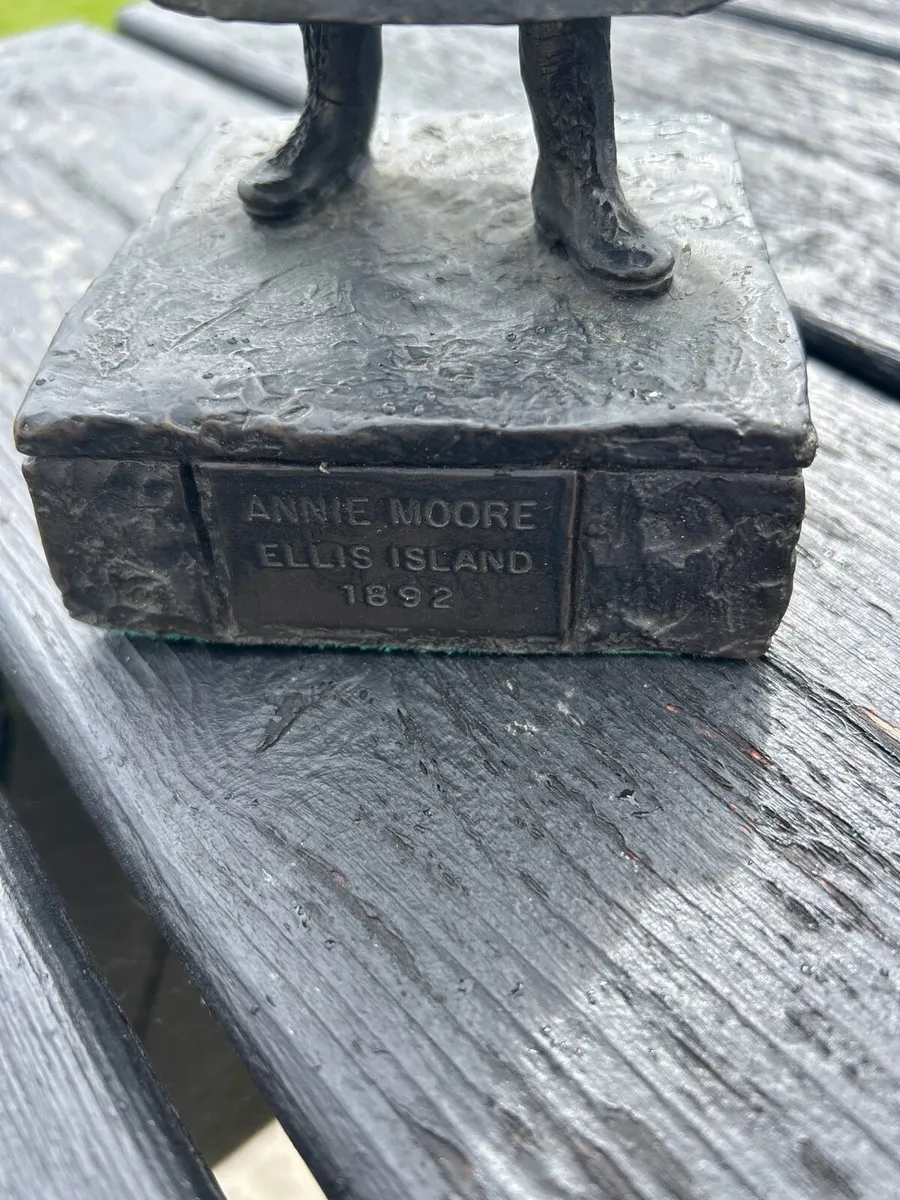 ANNIE MOORE
ELLIS ISLAND
1892